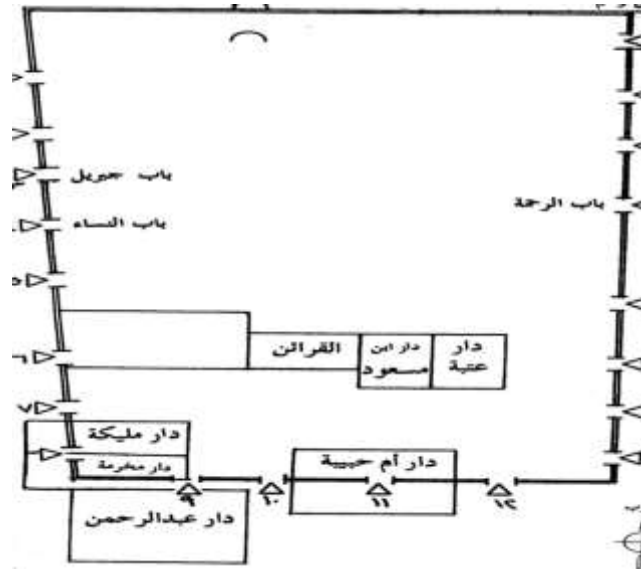 باب جبريل
باب الرحمة
باب النساء
٦
٧
القرائن
دار ابن
مسعود
دار
عتبة
دار مليكة
دار مخرمة
دار أم حبيبة
٩
١٠
١١
١٢
دار عبدالرحمن